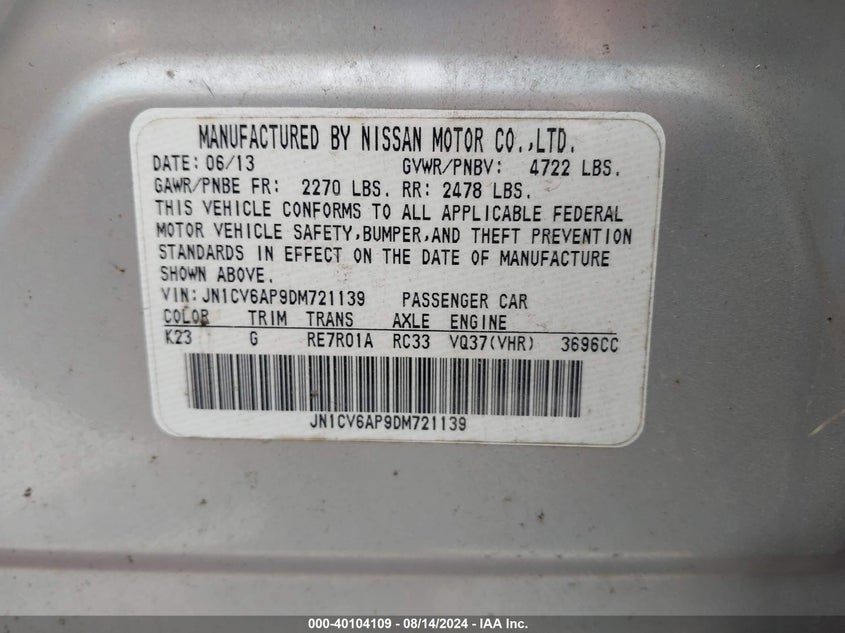 MANUFACTURED BY NISSAN MOTOR CO.,LTD.
DATE: 06/13 GVWR/PNBV: 4722 LBS.
GAWR/PNBE FR: 2270 LBS. RR: 2478 LBS.
THIS VEHICLE CONFORMS TO ALL APPLICABLE FEDERAL
MOTOR VEHICLE SAFETY,BUMPER,AND THEFT PREVENTION
STANDARDS IN EFFECT ON THE DATE OF MANUFACTURE
SHOWN ABOVE.
VIN: JN1CV6AP9DM721139 PASSENGER CAR
COLOR TRIM TRANS AXLE ENGINE
K23 G RE7R01A RC33 VQ37(VHR) 3696CC
JN1CV6AP9DM721139
000-40104109 - 08/14/2024 - IAA Inc.